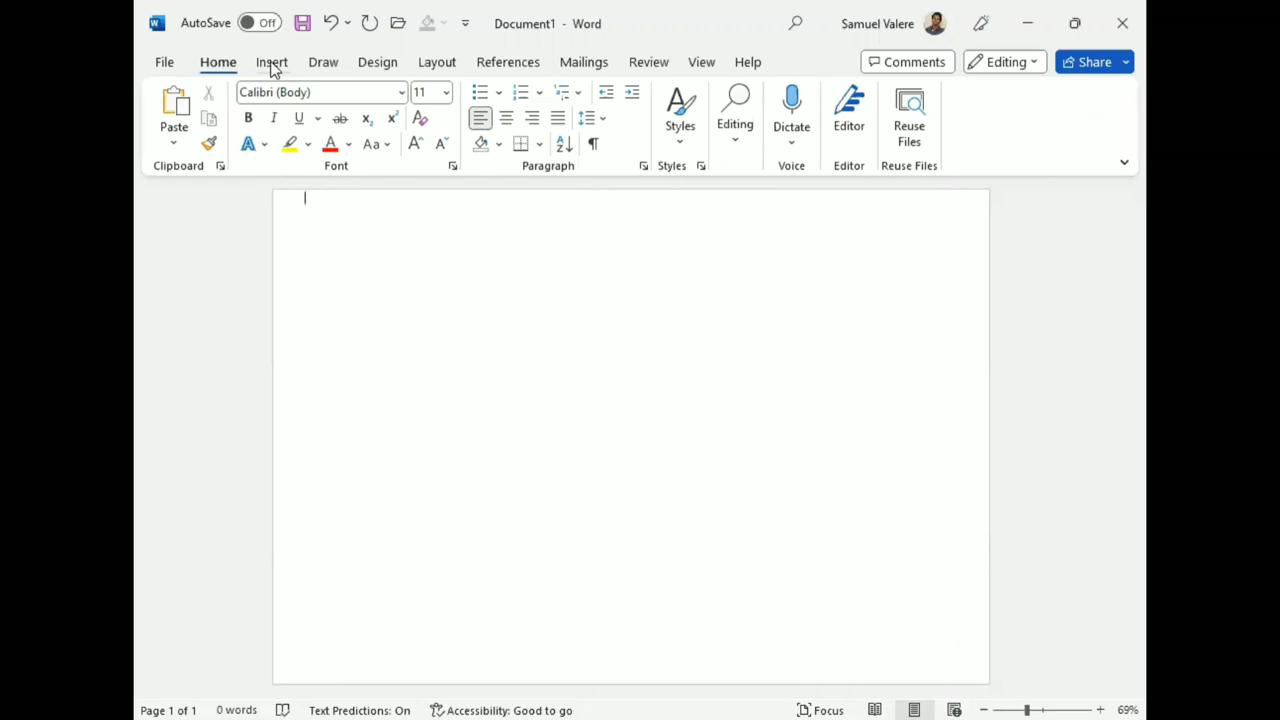 AutoSave Off Document1 - Word Samuel Valere
File Home Insert Draw Design Layout References Mailings Review View Help Comments Editing Share
Calibri (Body) 11
Paste Styles Editing Dictate Editor Reuse Files
Clipboard Font Paragraph Styles Voice Editor Reuse Files
Page 1 of 1 0 words Text Predictions: On Accessibility: Good to go Focus 69%